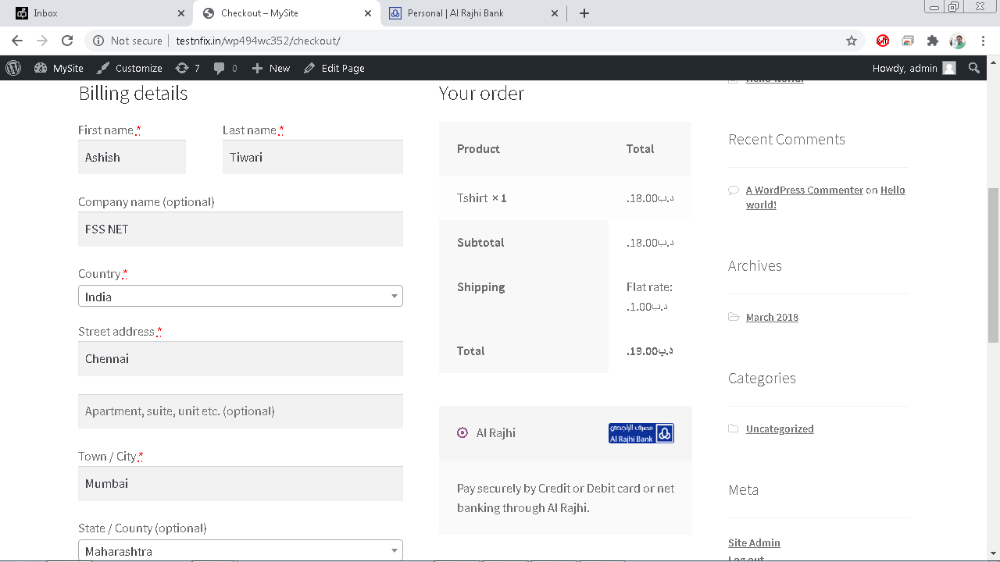 Inbox
Checkout – MySite
Personal | Al Rajhi Bank
Not secure
testnfix.in/wp494wc352/checkout/
MySite
Customize
7
0
New
Edit Page
Howdy, admin
Hello world!
Billing details
First name *
Last name *
Ashish
Tiwari
Company name (optional)
FSS NET
Country *
India
Street address *
Chennai
Apartment, suite, unit etc. (optional)
Town / City *
Mumbai
State / County (optional)
Maharashtra
Your order
Product
Total
Tshirt × 1
.د.ب18.00
Subtotal
.د.ب18.00
Shipping
Flat rate:
.د.ب1.00
Total
.د.ب19.00
Al Rajhi
مصرف الراجحي
Al Rajhi Bank
Pay securely by Credit or Debit card or net
banking through Al Rajhi.
Recent Comments
A WordPress Commenter on Hello
world!
Archives
March 2018
Categories
Uncategorized
Meta
Site Admin
Log out